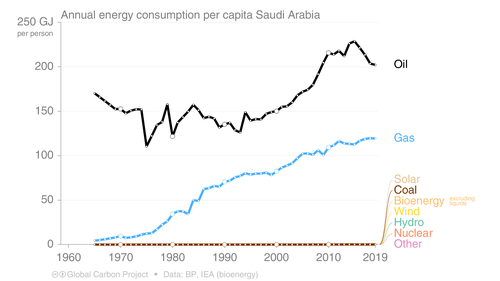 Annual energy consumption per capita Saudi Arabia
250 GJ
per person
200
150
100
50
0
1960
1970
1980
1990
2000
2010
2019
Oil
Gas
Solar
Coal
Bioenergy excluding liquids
Wind
Hydro
Nuclear
Other
Global Carbon Project • Data: BP, IEA (bioenergy)